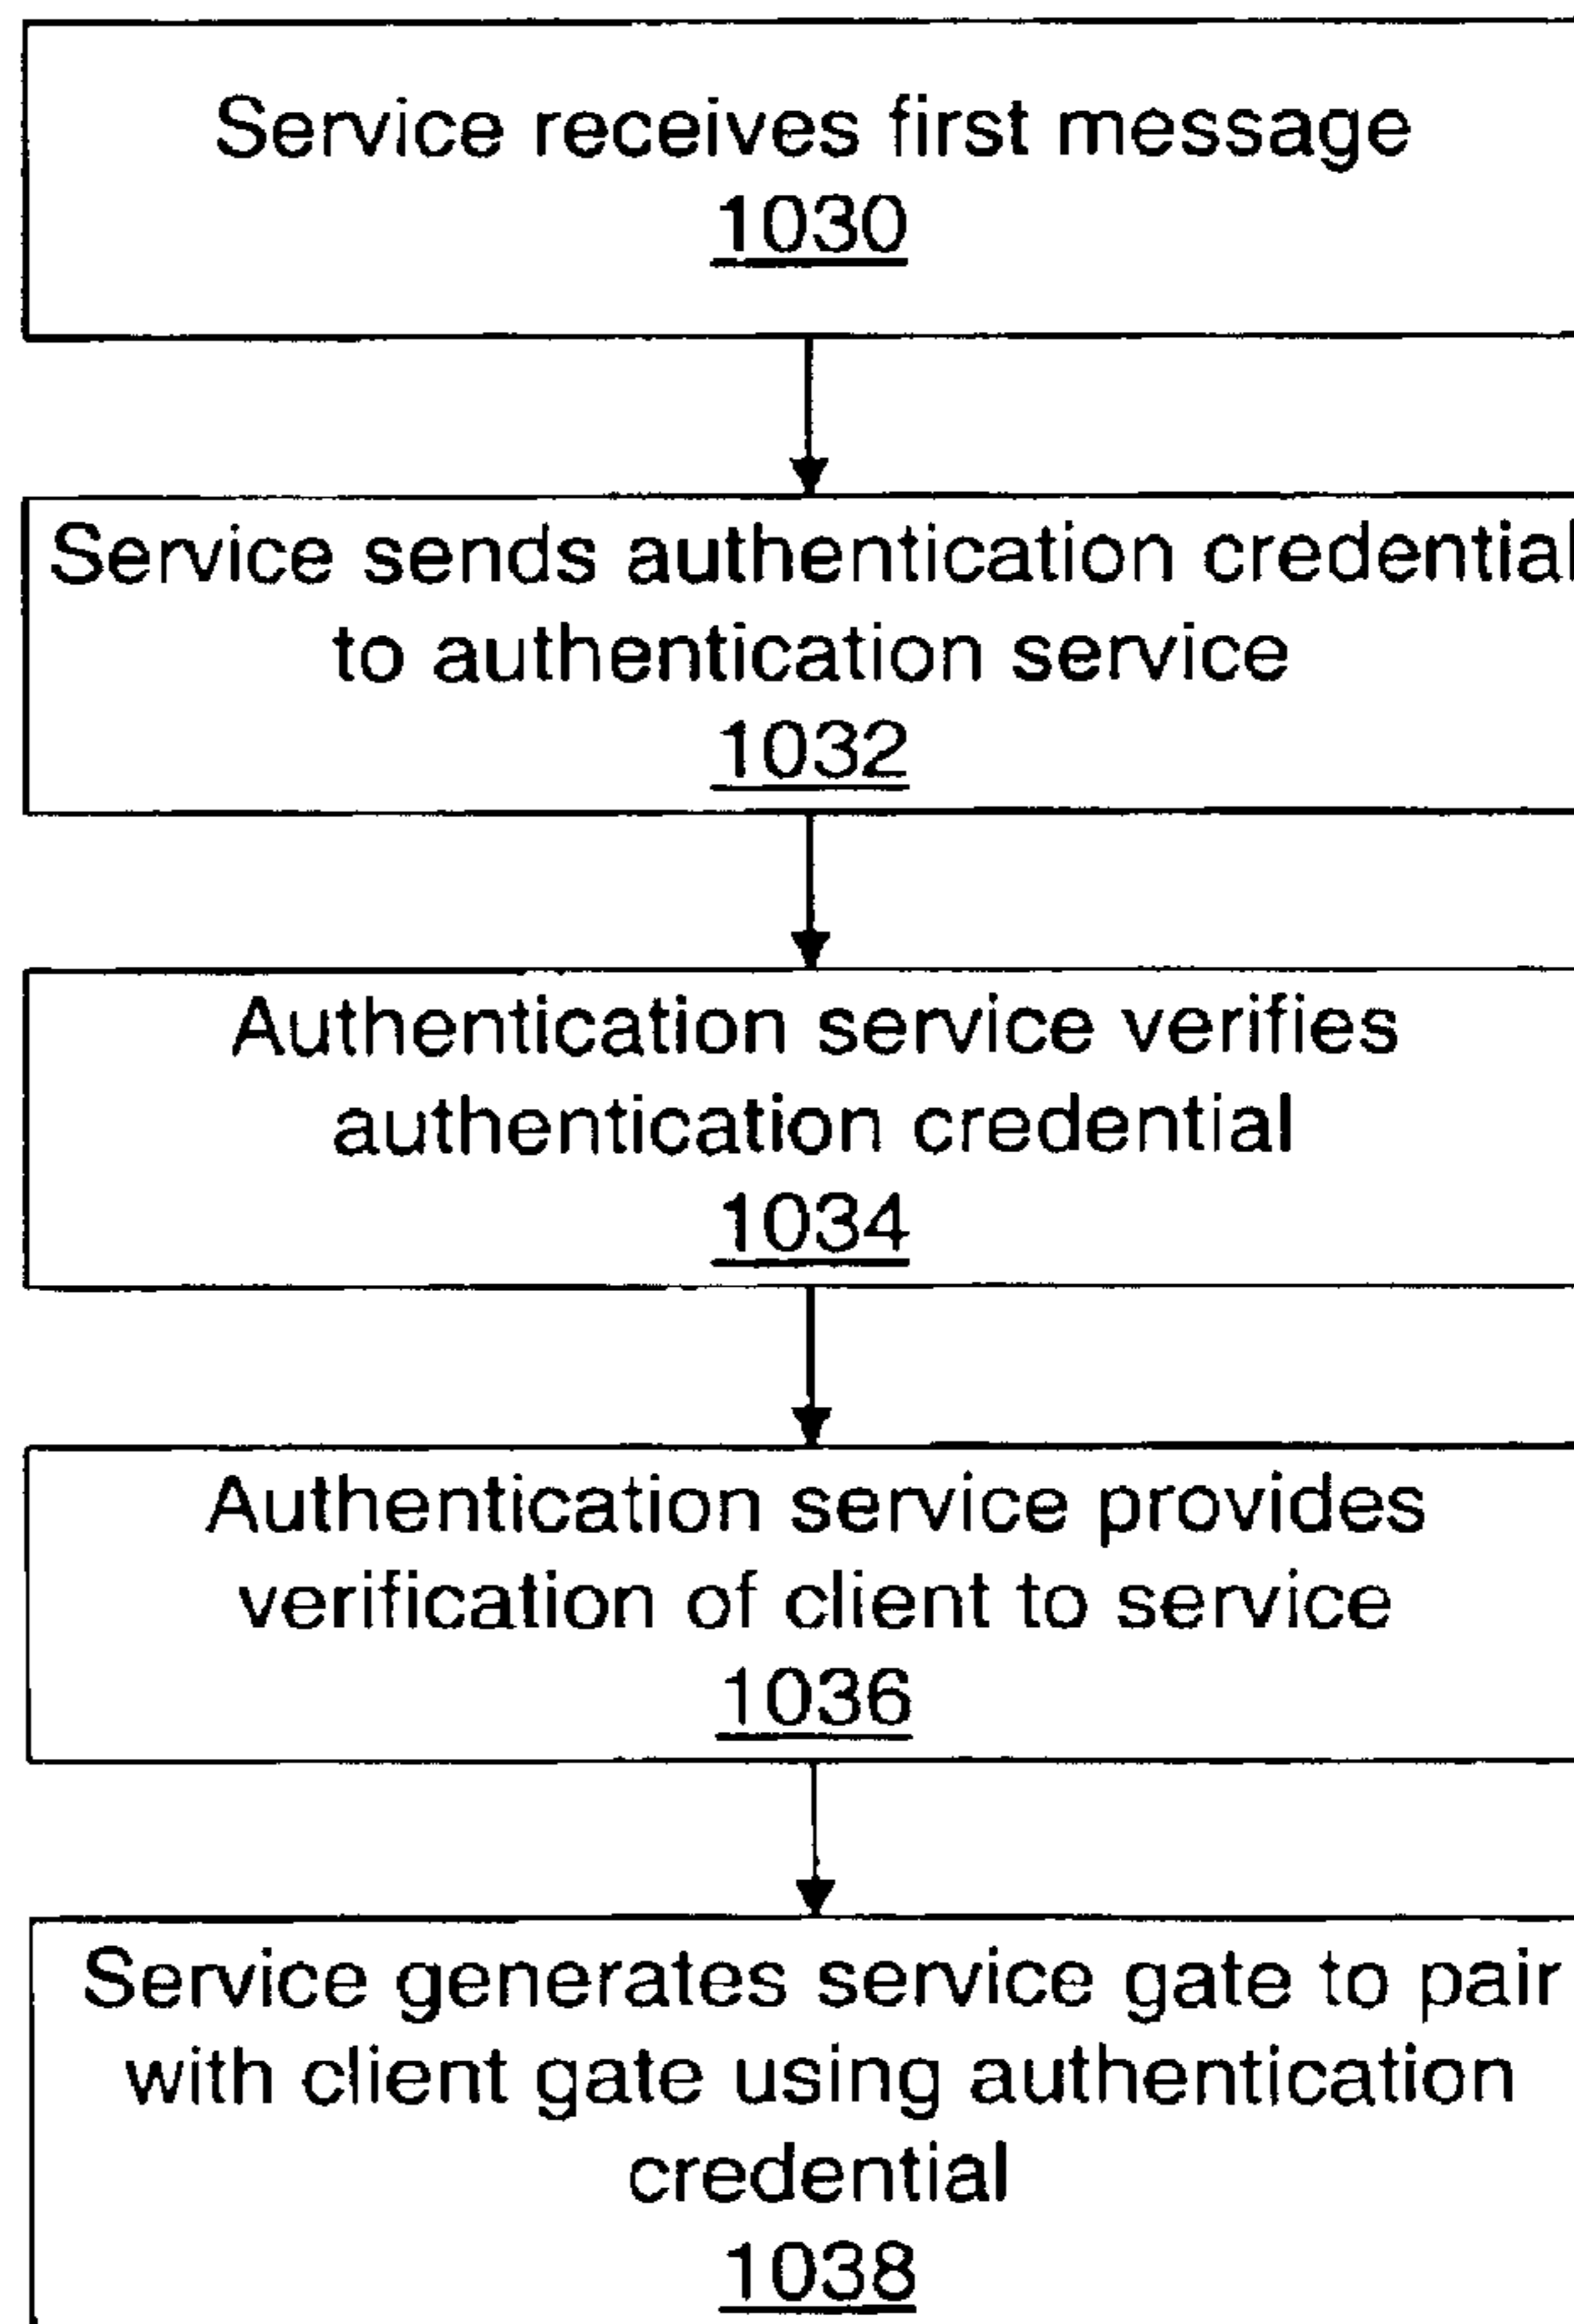 Service receives first message
1030
Service sends authentication credential
to authentication service
1032
Authentication service verifies
authentication credential
1034
Authentication service provides
verification of client to service
1036
Service generates service gate to pair
with client gate using authentication
credential
1038